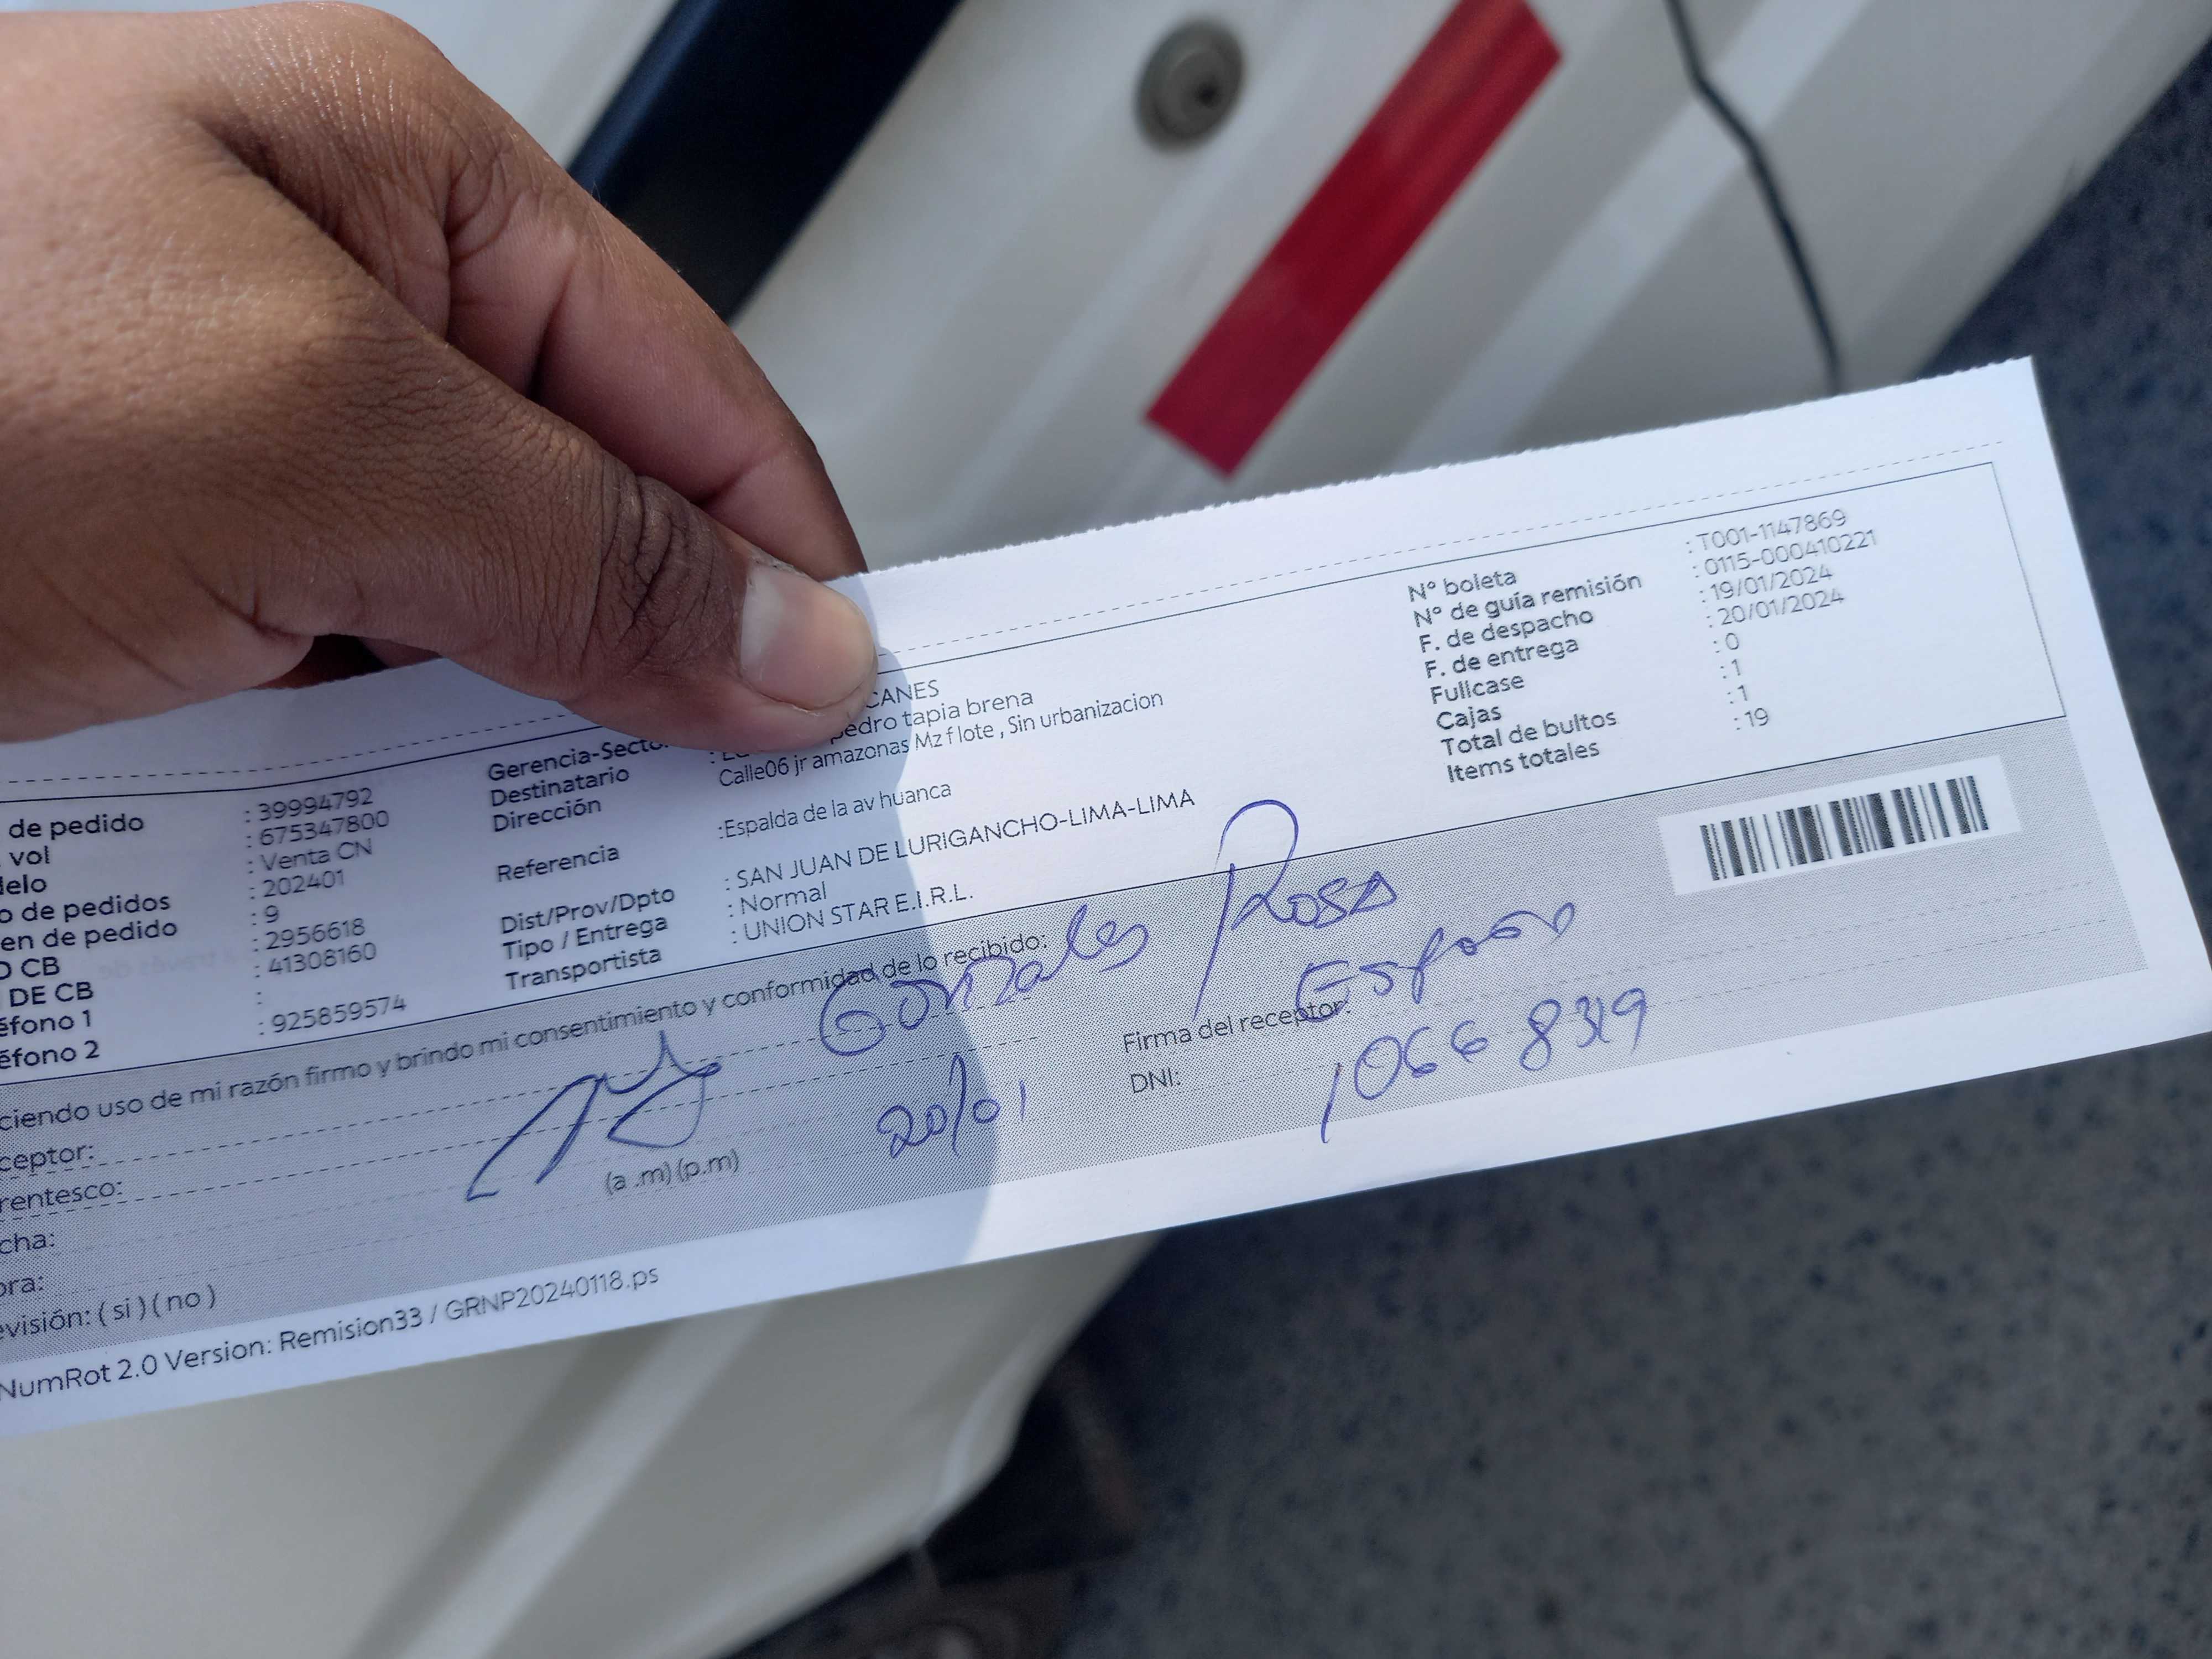 de pedido : 39994792
vol : 675347800
elo : Venta CN
o de pedidos : 202401
en de pedido : 9
O CB : 2956618
DE CB : 41308160
éfono 1 :
éfono 2 : 925859574
Gerencia-Secto CANES
Destinatario : pedro tapia brena
Dirección Calle06 jr amazonas Mz f lote , Sin urbanizacion
Referencia :Espalda de la av huanca
Dist/Prov/Dpto : SAN JUAN DE LURIGANCHO-LIMA-LIMA
Tipo / Entrega : Normal
Transportista : UNION STAR E.I.R.L.
N° boleta : T001-1147869
N° de guía remisión : 0115-000410221
F. de despacho : 19/01/2024
F. de entrega : 20/01/2024
Fullcase : 0
Cajas : 1
Total de bultos : 1
Items totales : 19
ciendo uso de mi razón firmo y brindo mi consentimiento y conformidad de lo recibido:
ceptor: Gonzales Rosa
rentesco:
cha: 20/01
ora: (a .m) (p.m)
evisión: ( si ) ( no )
Firma del receptor: Esposa
DNI: 10668319
NumRot 2.0 Version: Remision33 / GRNP20240118.ps